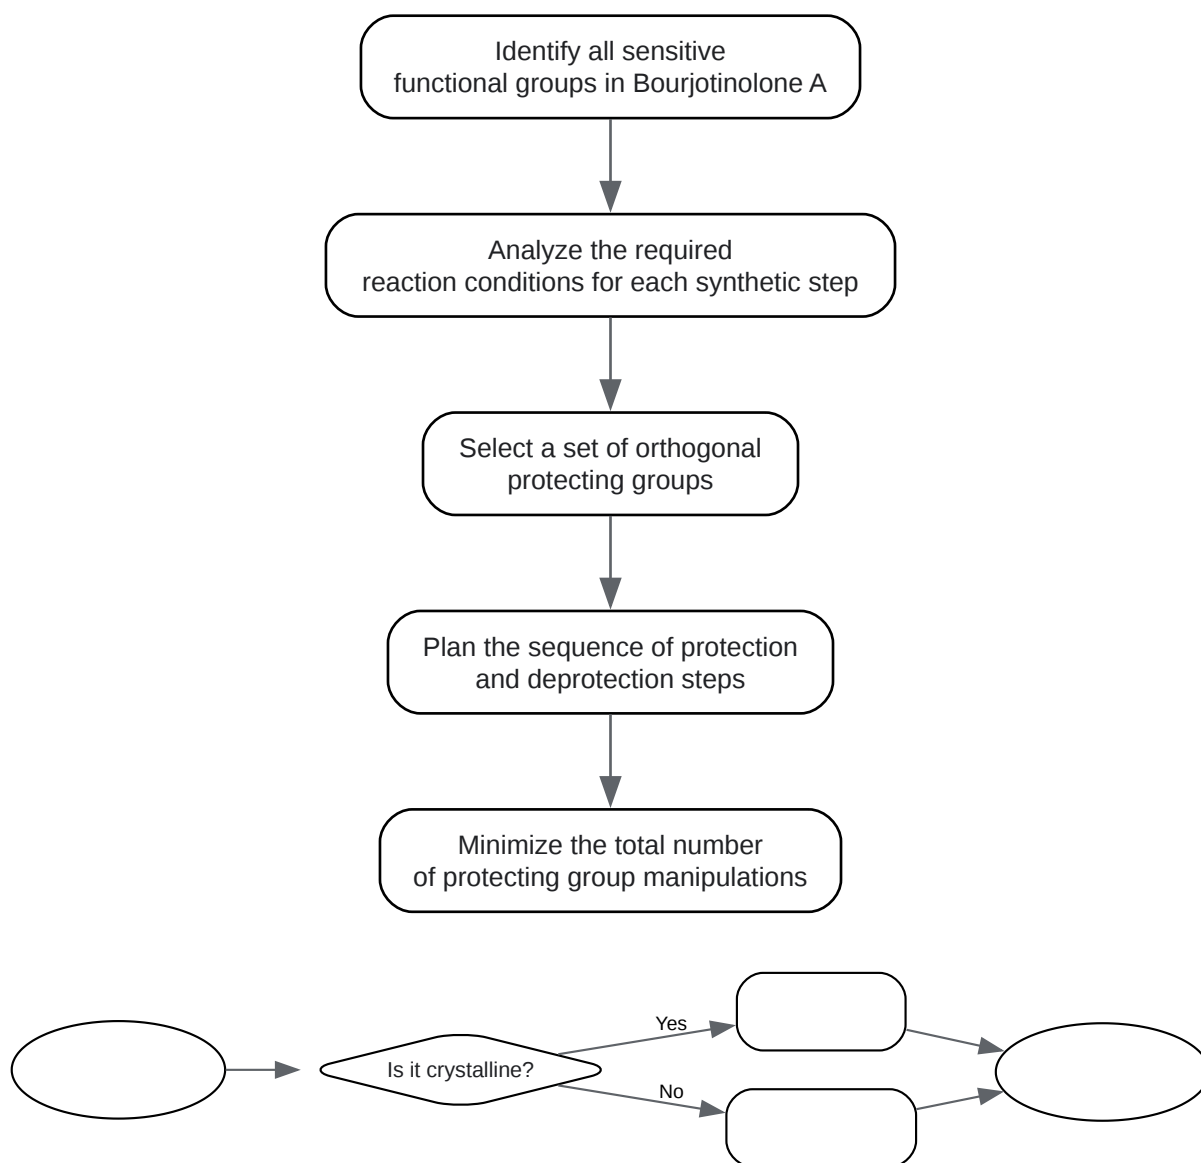 Identify all sensitive
functional groups in Bourjotinolone A
Analyze the required
reaction conditions for each synthetic step
Select a set of orthogonal
protecting groups
Plan the sequence of protection
and deprotection steps
Minimize the total number
of protecting group manipulations
Yes
Is it crystalline?
No